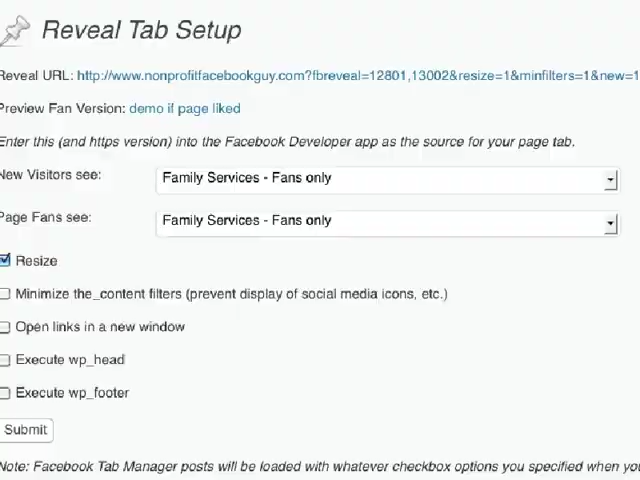 Reveal Tab Setup
Reveal URL: http://www.nonprofitfacebookguy.com?fbreveal=12801,13002&resize=1&minfilters=1&new=1
Preview Fan Version: demo if page liked
Enter this (and https version) into the Facebook Developer app as the source for your page tab.
New Visitors see: Family Services - Fans only
Page Fans see: Family Services - Fans only
Resize
Minimize the_content filters (prevent display of social media icons, etc.)
Open links in a new window
Execute wp_head
Execute wp_footer
Submit
Note: Facebook Tab Manager posts will be loaded with whatever checkbox options you specified when you